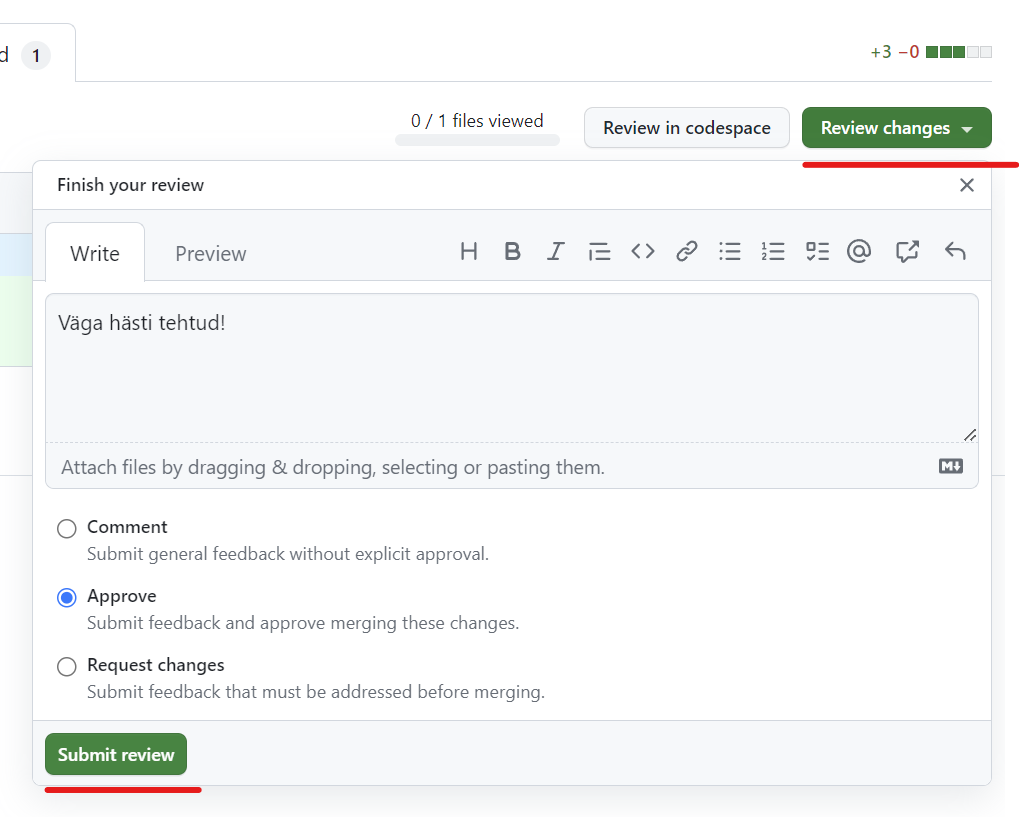 d 1
+3 −0
0 / 1 files viewed
Review in codespace
Review changes
Finish your review
Write
Preview
Väga hästi tehtud!
Attach files by dragging & dropping, selecting or pasting them.
Comment
Submit general feedback without explicit approval.
Approve
Submit feedback and approve merging these changes.
Request changes
Submit feedback that must be addressed before merging.
Submit review